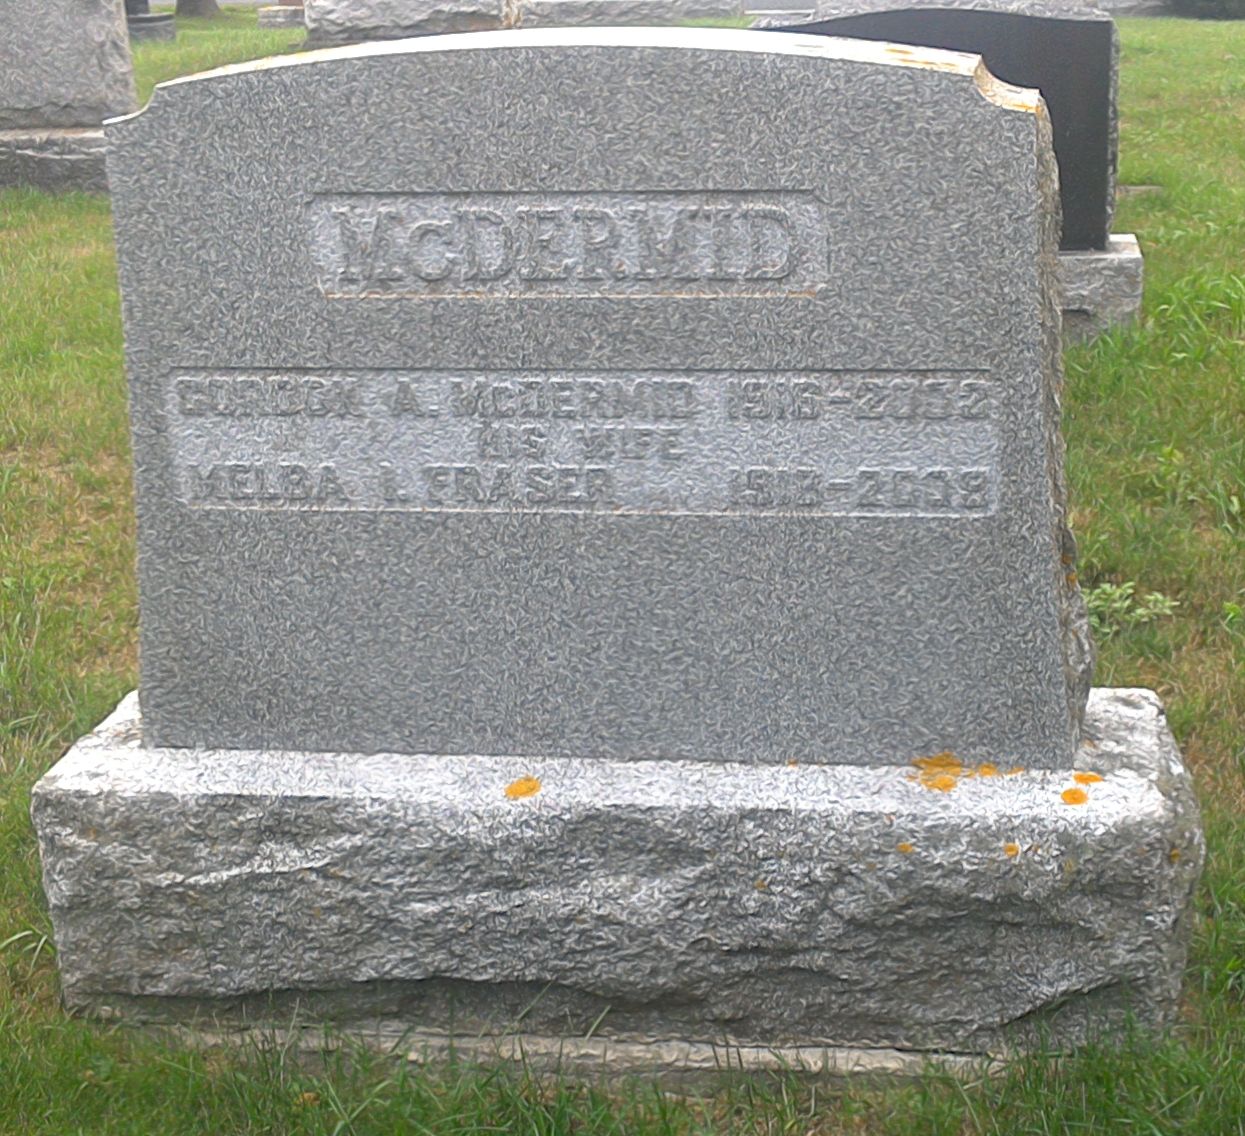 McDERMID
GORDON A. McDERMID
HIS WIFE
MELBA I. FRASER